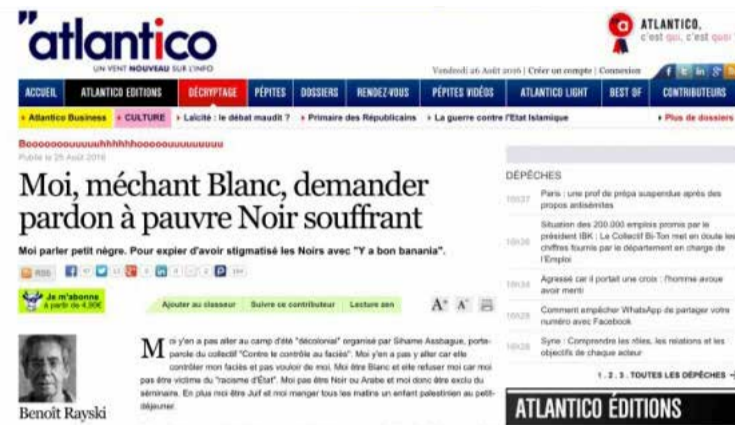 "atlantico
UN VENT NOUVEAU SUR L'INFO
ATLANTICO,
c'est qui, c'est quoi ?
Vendredi 26 Août 2016 | Créer un compte | Connexion
ACCUEIL ATLANTICO EDITIONS DÉCRYPTAGE PÉPITES DOSSIERS RENDEZ-VOUS PÉPITES VIDÉOS ATLANTICO LIGHT BEST OF CONTRIBUTEURS
Atlantico Business CULTURE Laïcité : le débat maudit ? Primaire des Républicains La guerre contre l'Etat Islamique Plus de dossiers
Publié le 25 Août 2016
Moi, méchant Blanc, demander
pardon à pauvre Noir souffrant
Moi parler petit nègre. Pour expier d'avoir stigmatisé les Noirs avec "Y a bon banania".
RSS
Je m'abonne
à partir de 4,90€
Ajouter au classeur Suivre ce contributeur Lecture zen
A+ A-
Moi y'en a pas aller au camp d'été "décolonial" organisé par Sihame Assbague, porte-
parole du collectif "Contre le contrôle au faciès". Moi y'en a pas y aller car elle
contrôler mon faciès et pas vouloir de moi. Moi être Blanc et elle refuser moi car moi
pas être victime du "racisme d'État". Moi pas être Noir ou Arabe et moi donc être exclu du
séminaire. En plus moi être Juif et moi manger tous les matins un enfant palestinien au petit-
déjeuner.
Benoît Rayski
DÉPÊCHES
16h37 Paris : une prof de prépa suspendue après des
propos antisémites
Situation des 200.000 emplois promis par le
président IBK : Le Collectif Bi-Ton met en doute les
chiffres fournis par le département en charge de
l'Emploi
Agressé car il portait une croix : l'homme avoue
avoir menti
Comment empêcher WhatsApp de partager votre
numéro avec Facebook
Syrie : Comprendre les rôles, les relations et les
objectifs de chaque acteur
1 . 2 . 3 . TOUTES LES DÉPÊCHES
ATLANTICO ÉDITIONS